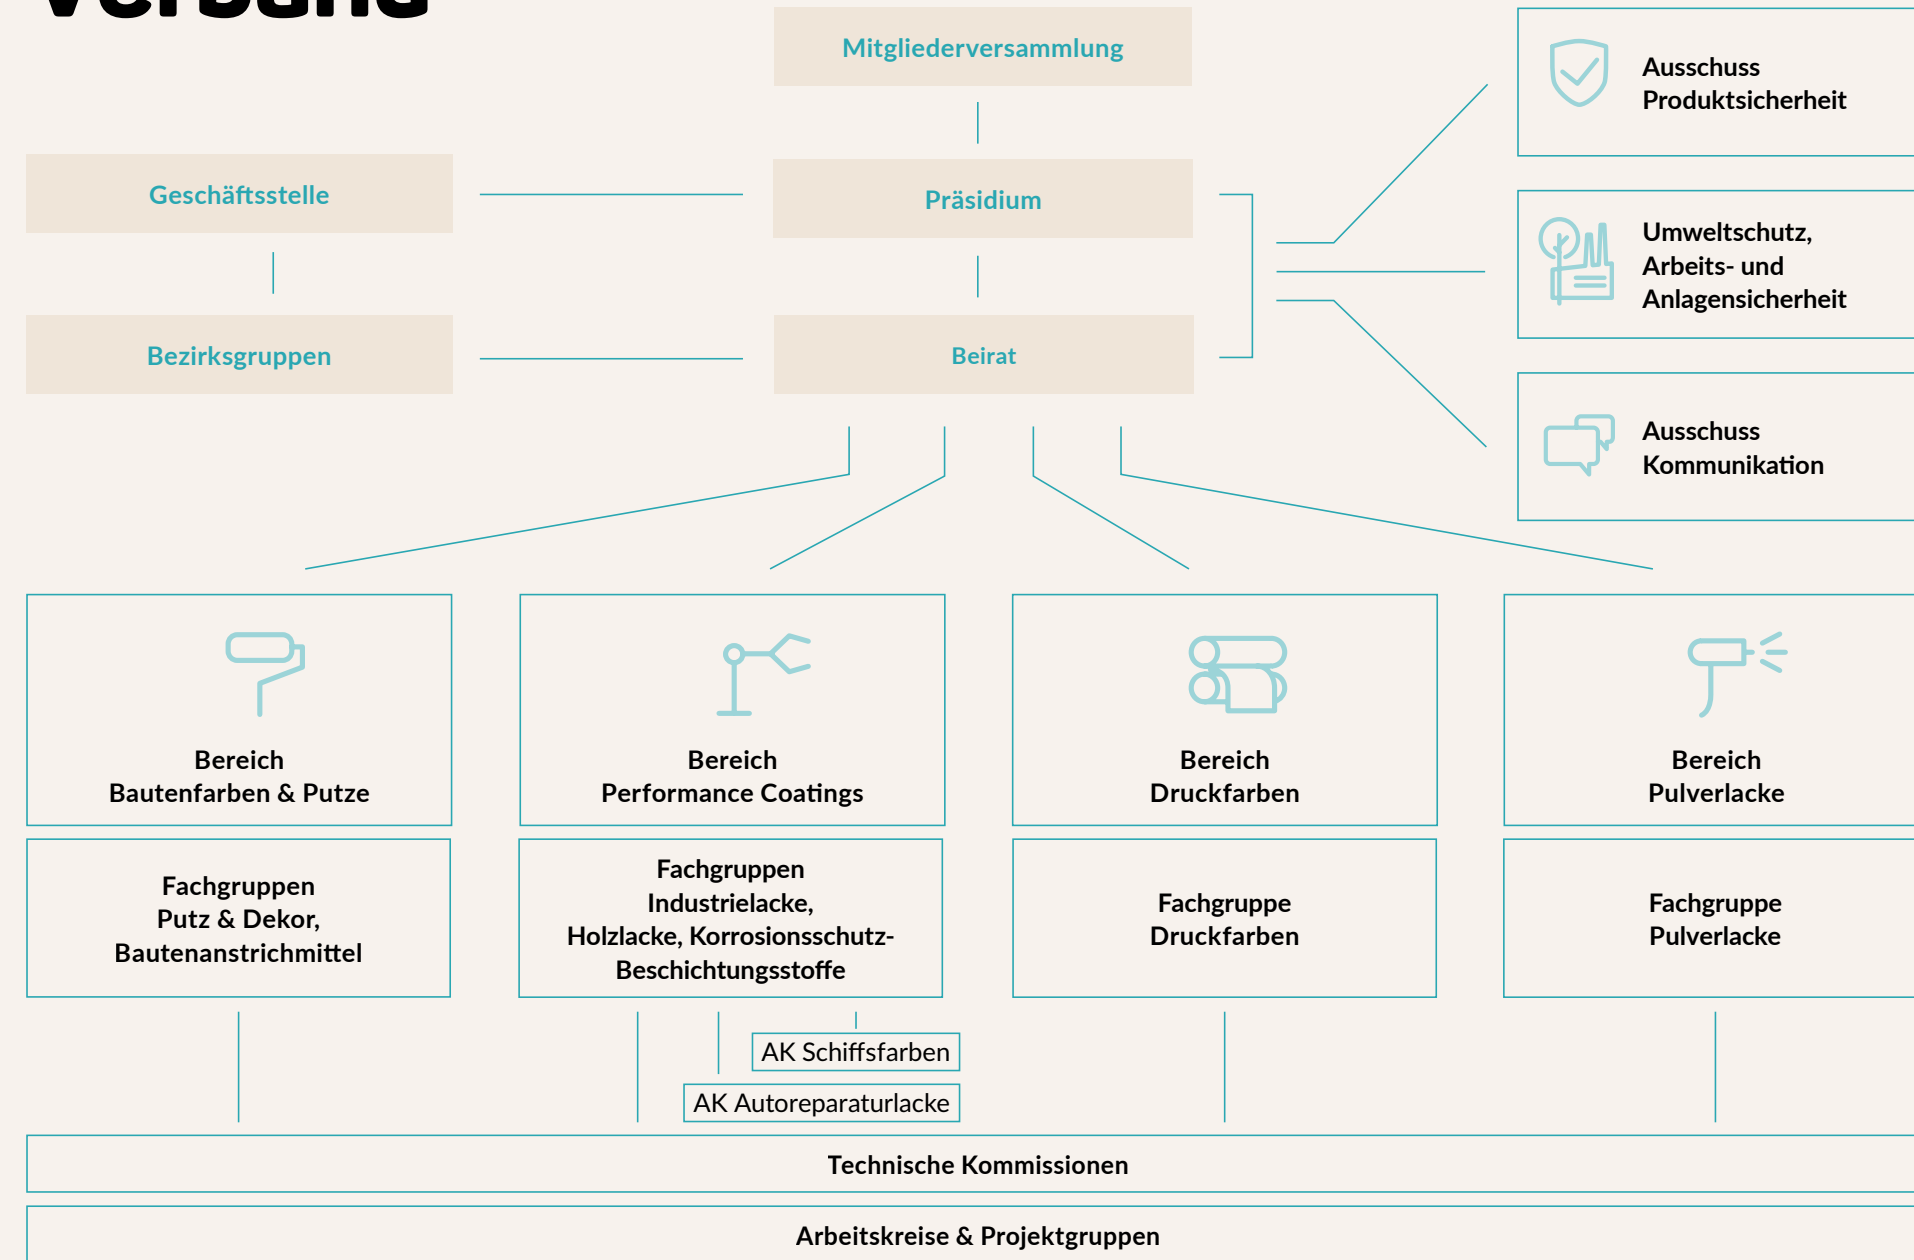 Verband
Mitgliederversammlung
Geschäftsstelle
Präsidium
Bezirksgruppen
Beirat
Ausschuss
Produktsicherheit
Umweltschutz,
Arbeits- und
Anlagensicherheit
Ausschuss
Kommunikation
Bereich
Bautenfarben & Putze
Bereich
Performance Coatings
Bereich
Druckfarben
Bereich
Pulverlacke
Fachgruppen
Putz & Dekor,
Bautenanstrichmittel
Fachgruppen
Industrielacke,
Holzlacke, Korrosionsschutz-
Beschichtungsstoffe
Fachgruppe
Druckfarben
Fachgruppe
Pulverlacke
AK Schiffsfarben
AK Autoreparaturlacke
Technische Kommissionen
Arbeitskreise & Projektgruppen